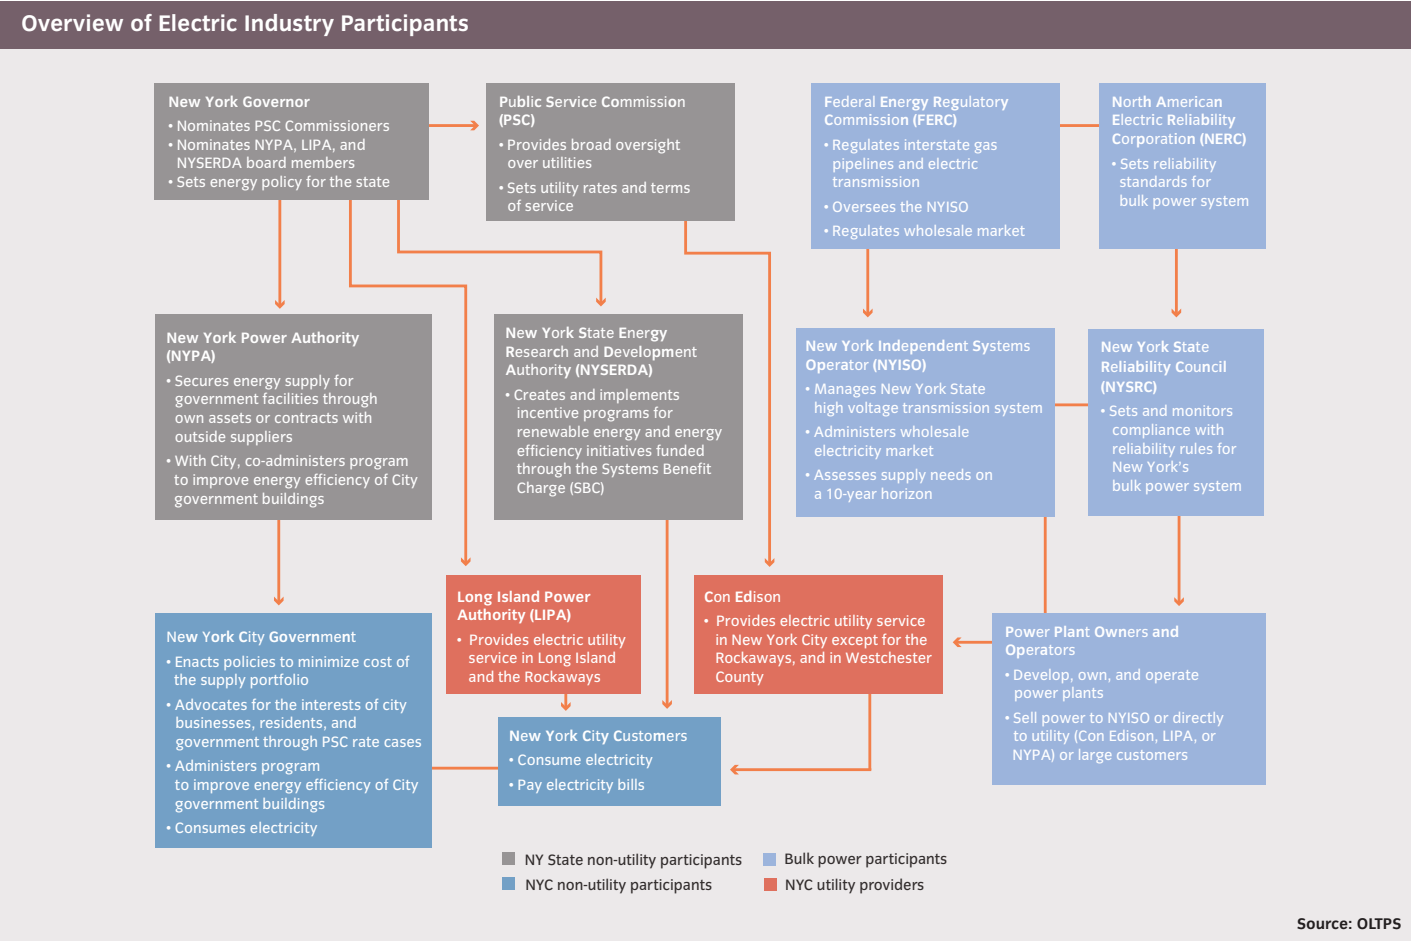 Overview of Electric Industry Participants
New York Governor
• Nominates PSC Commissioners
• Nominates NYPA, LIPA, and
NYSERDA board members
• Sets energy policy for the state
Public Service Commission
(PSC)
• Provides broad oversight
over utilities
• Sets utility rates and terms
of service
Federal Energy Regulatory
Commission (FERC)
• Regulates interstate gas
pipelines and electric
transmission
• Oversees the NYISO
• Regulates wholesale market
North American
Electric Reliability
Corporation (NERC)
• Sets reliability
standards for
bulk power system
New York Power Authority
(NYPA)
• Secures energy supply for
government facilities through
own assets or contracts with
outside suppliers
• With City, co-administers program
to improve energy efficiency of City
government buildings
New York State Energy
Research and Development
Authority (NYSERDA)
• Creates and implements
incentive programs for
renewable energy and energy
efficiency initiatives funded
through the Systems Benefit
Charge (SBC)
New York Independent Systems
Operator (NYISO)
• Manages New York State
high voltage transmission system
• Administers wholesale
electricity market
• Assesses supply needs on
a 10-year horizon
New York State
Reliability Council
(NYSRC)
• Sets and monitors
compliance with
reliability rules for
New York's
bulk power system
New York City Government
• Enacts policies to minimize cost of
the supply portfolio
• Advocates for the interests of city
businesses, residents, and
government through PSC rate cases
• Administers program
to improve energy efficiency of City
government buildings
• Consumes electricity
Long Island Power
Authority (LIPA)
• Provides electric utility
service in Long Island
and the Rockaways
Con Edison
• Provides electric utility service
in New York City except for the
Rockaways, and in Westchester
County
Power Plant Owners and
Operators
• Develop, own, and operate
power plants
• Sell power to NYISO or directly
to utility (Con Edison, LIPA, or
NYPA) or large customers
New York City Customers
• Consume electricity
• Pay electricity bills
NY State non-utility participants
Bulk power participants
NYC non-utility participants
NYC utility providers
Source: OLTPS